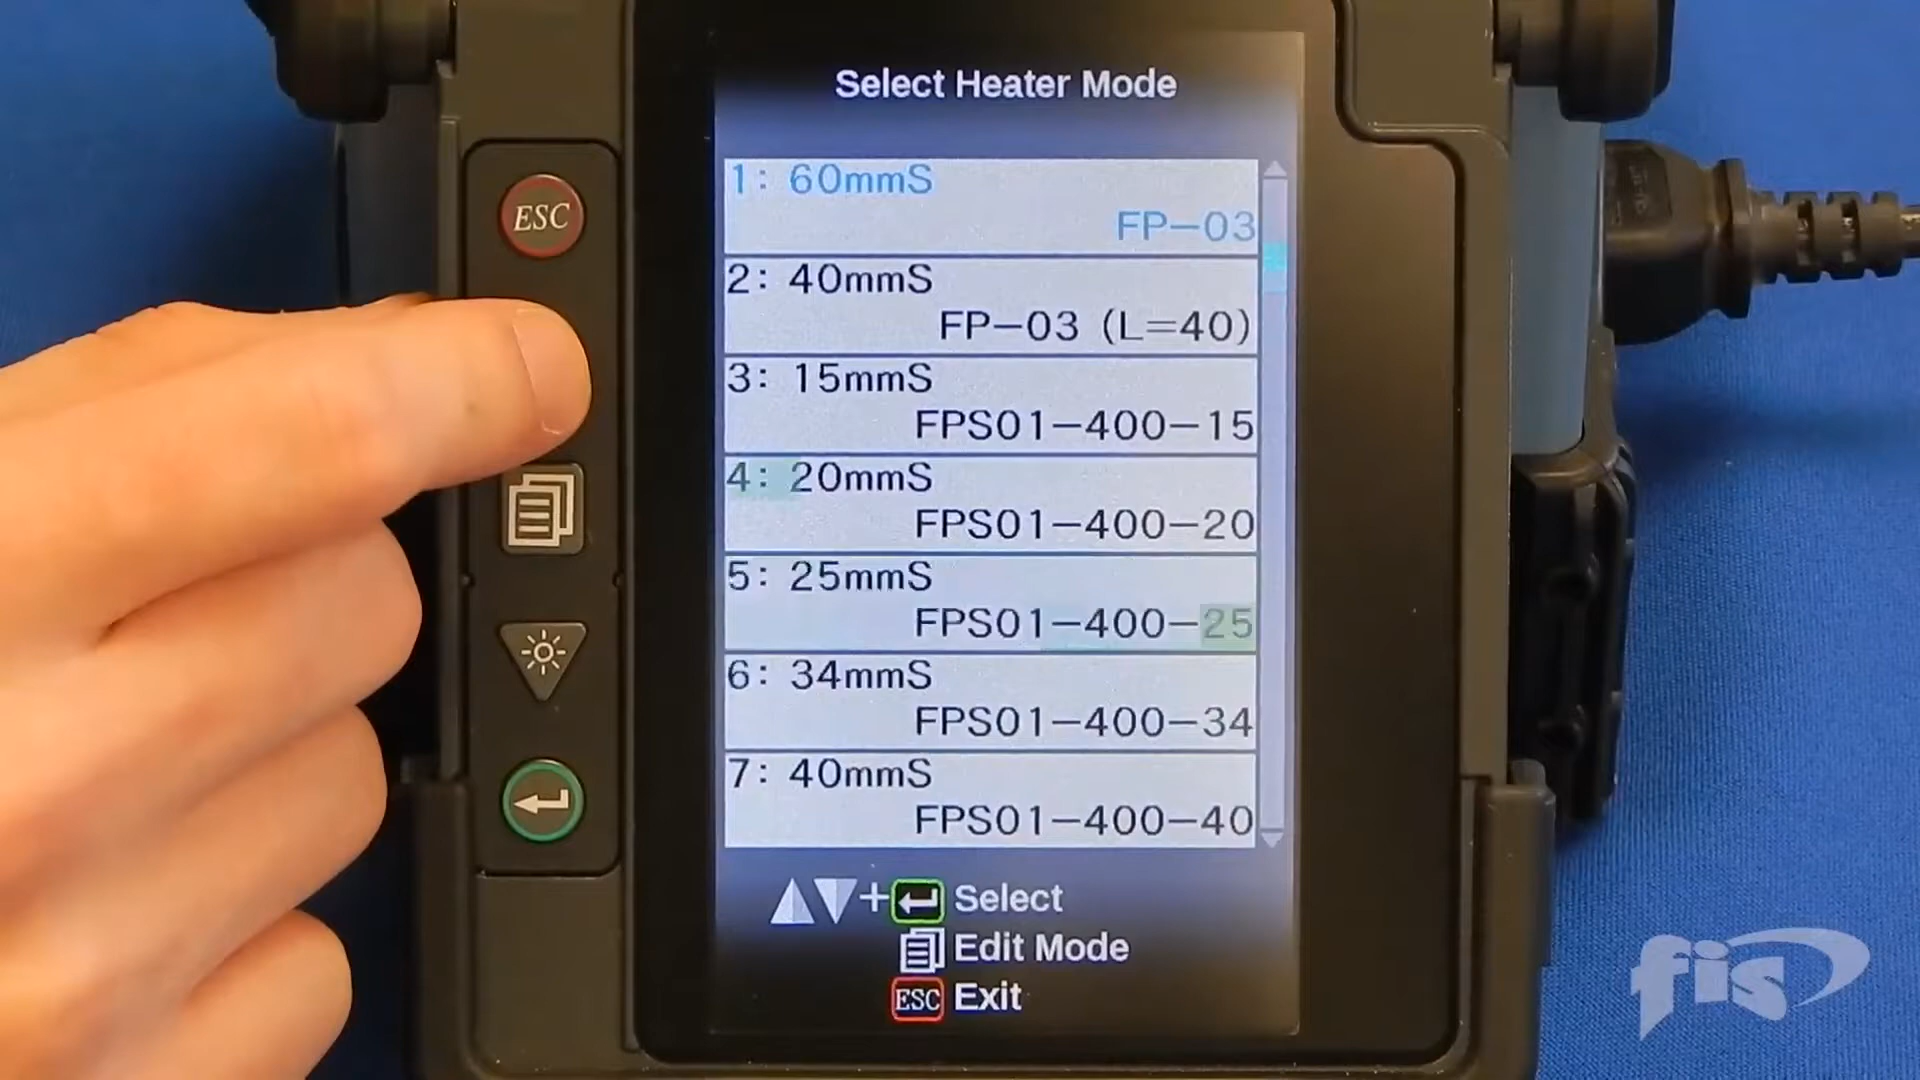 Select Heater Mode
1: 60mmS
FP-03
2: 40mmS
FP-03 (L=40)
3: 15mmS
FPS01-400-15
4: 20mmS
FPS01-400-20
5: 25mmS
FPS01-400-25
6: 34mmS
FPS01-400-34
7: 40mmS
FPS01-400-40
+ Select
Edit Mode
ESC Exit
ESC
fis